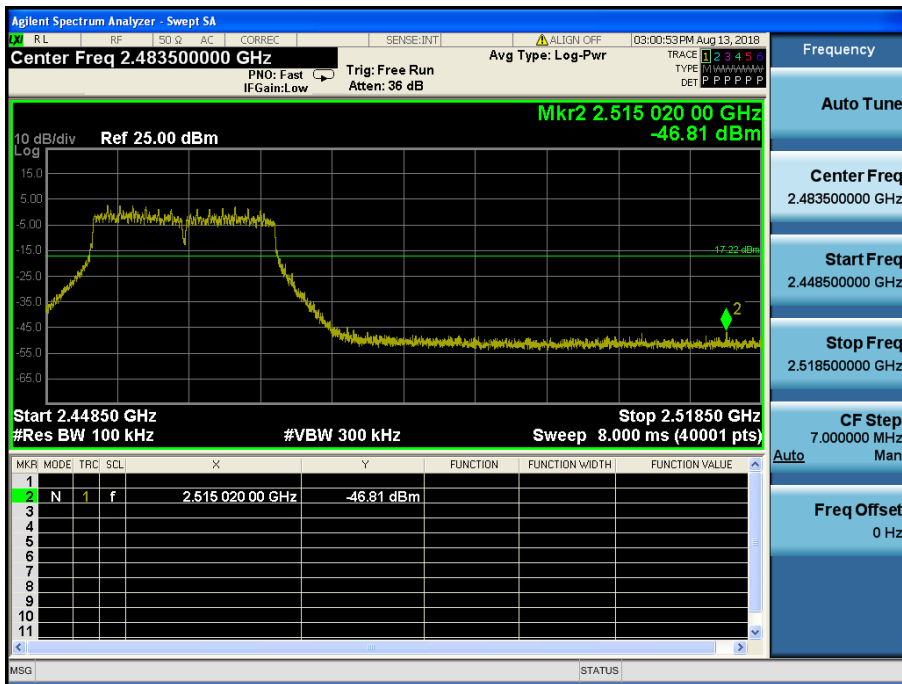 Agilent Spectrum Analyzer - Swept SA
LXI RL RF 50 Ω AC CORREC SENSE:INT ALIGN OFF 03:00:53 PM Aug 13, 2018
Center Freq 2.483500000 GHz
PNO: Fast
IFGain:Low
Trig: Free Run
Atten: 36 dB
Avg Type: Log-Pwr
TRACE 1 2 3 4 5 6
TYPE M W W W W W
DET P P P P P P
Mkr2 2.515 020 00 GHz
-46.81 dBm
10 dB/div Ref 25.00 dBm
Log
15.0
5.00
-5.00
-15.0
-17.22 dBm
-25.0
-35.0
-45.0
-55.0
-65.0
2
Start 2.44850 GHz Stop 2.51850 GHz
#Res BW 100 kHz #VBW 300 kHz Sweep 8.000 ms (40001 pts)
MKR MODE TRC SCL X Y FUNCTION FUNCTION WIDTH FUNCTION VALUE
1
2 N 1 f 2.515 020 00 GHz -46.81 dBm
3
4
5
6
7
8
9
10
11
MSG STATUS
Frequency
Auto Tune
Center Freq
2.483500000 GHz
Start Freq
2.448500000 GHz
Stop Freq
2.518500000 GHz
CF Step
7.000000 MHz
Auto Man
Freq Offset
0 Hz